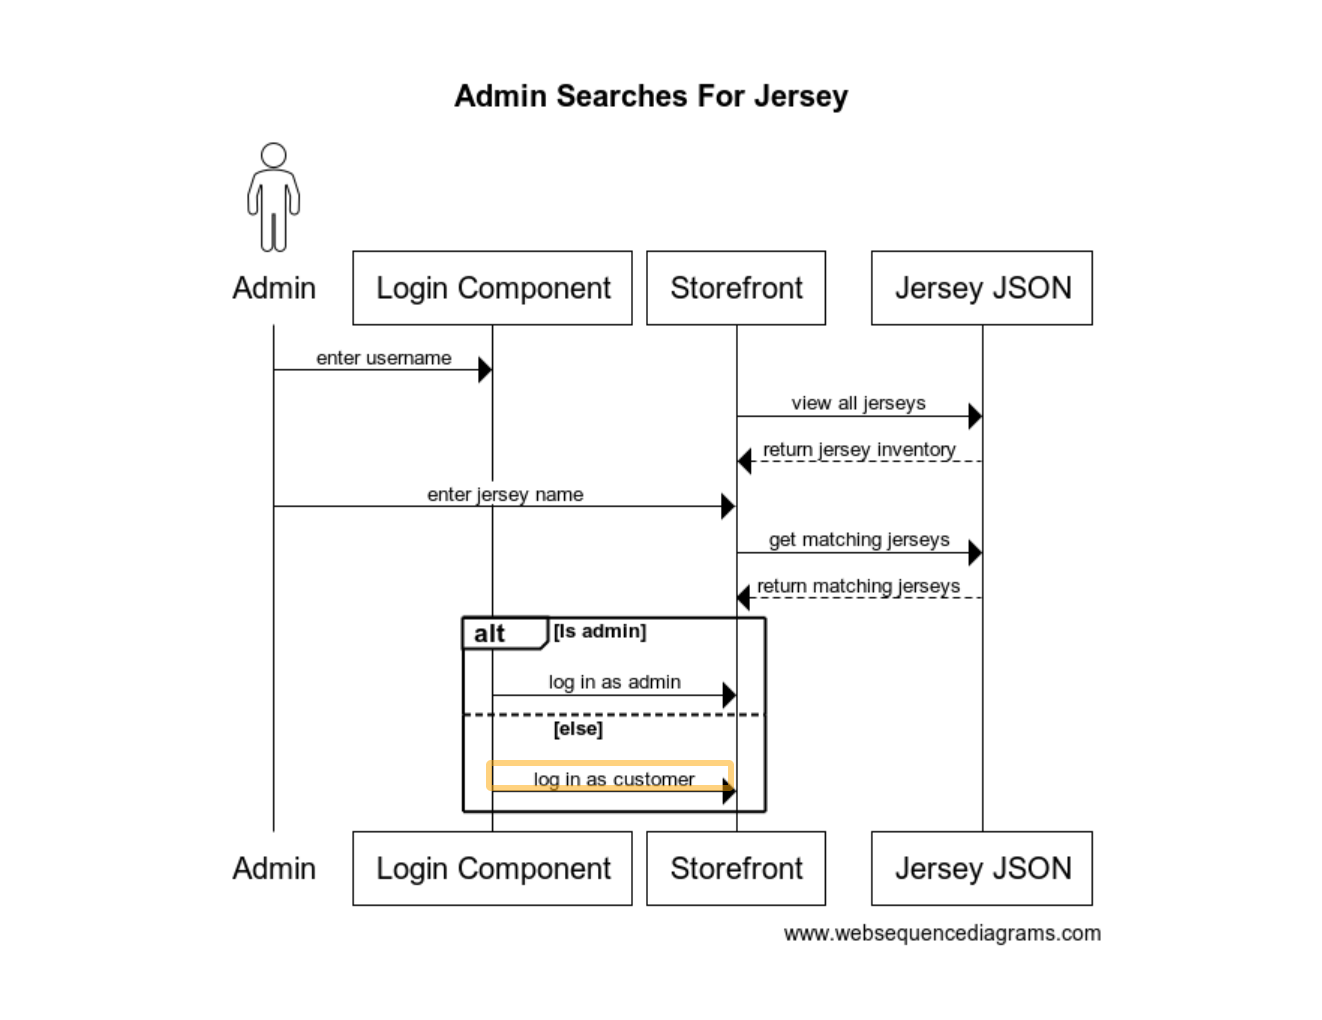 Admin Searches For Jersey
Admin
Login Component
Storefront
Jersey JSON
enter username
view all jerseys
return jersey inventory
enter jersey name
get matching jerseys
return matching jerseys
alt [Is admin]
log in as admin
[else]
log in as customer
Admin
Login Component
Storefront
Jersey JSON
www.websequencediagrams.com